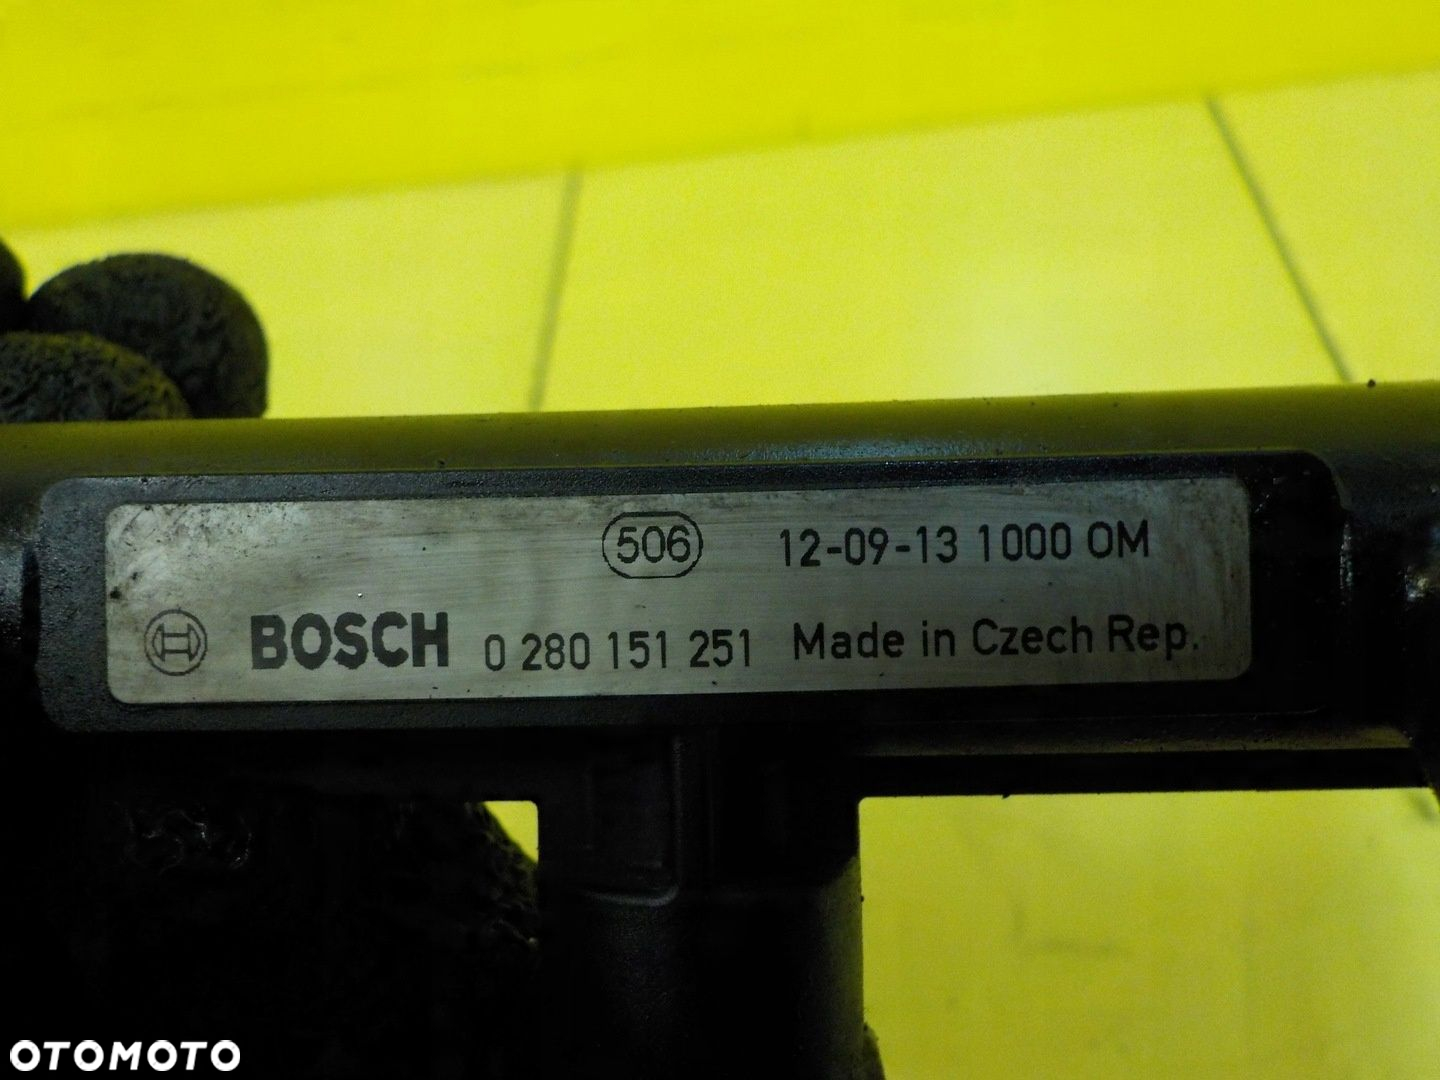 506 12-09-13 1000 OM
BOSCH 0 280 151 251 Made in Czech Rep.
OTOMOTO